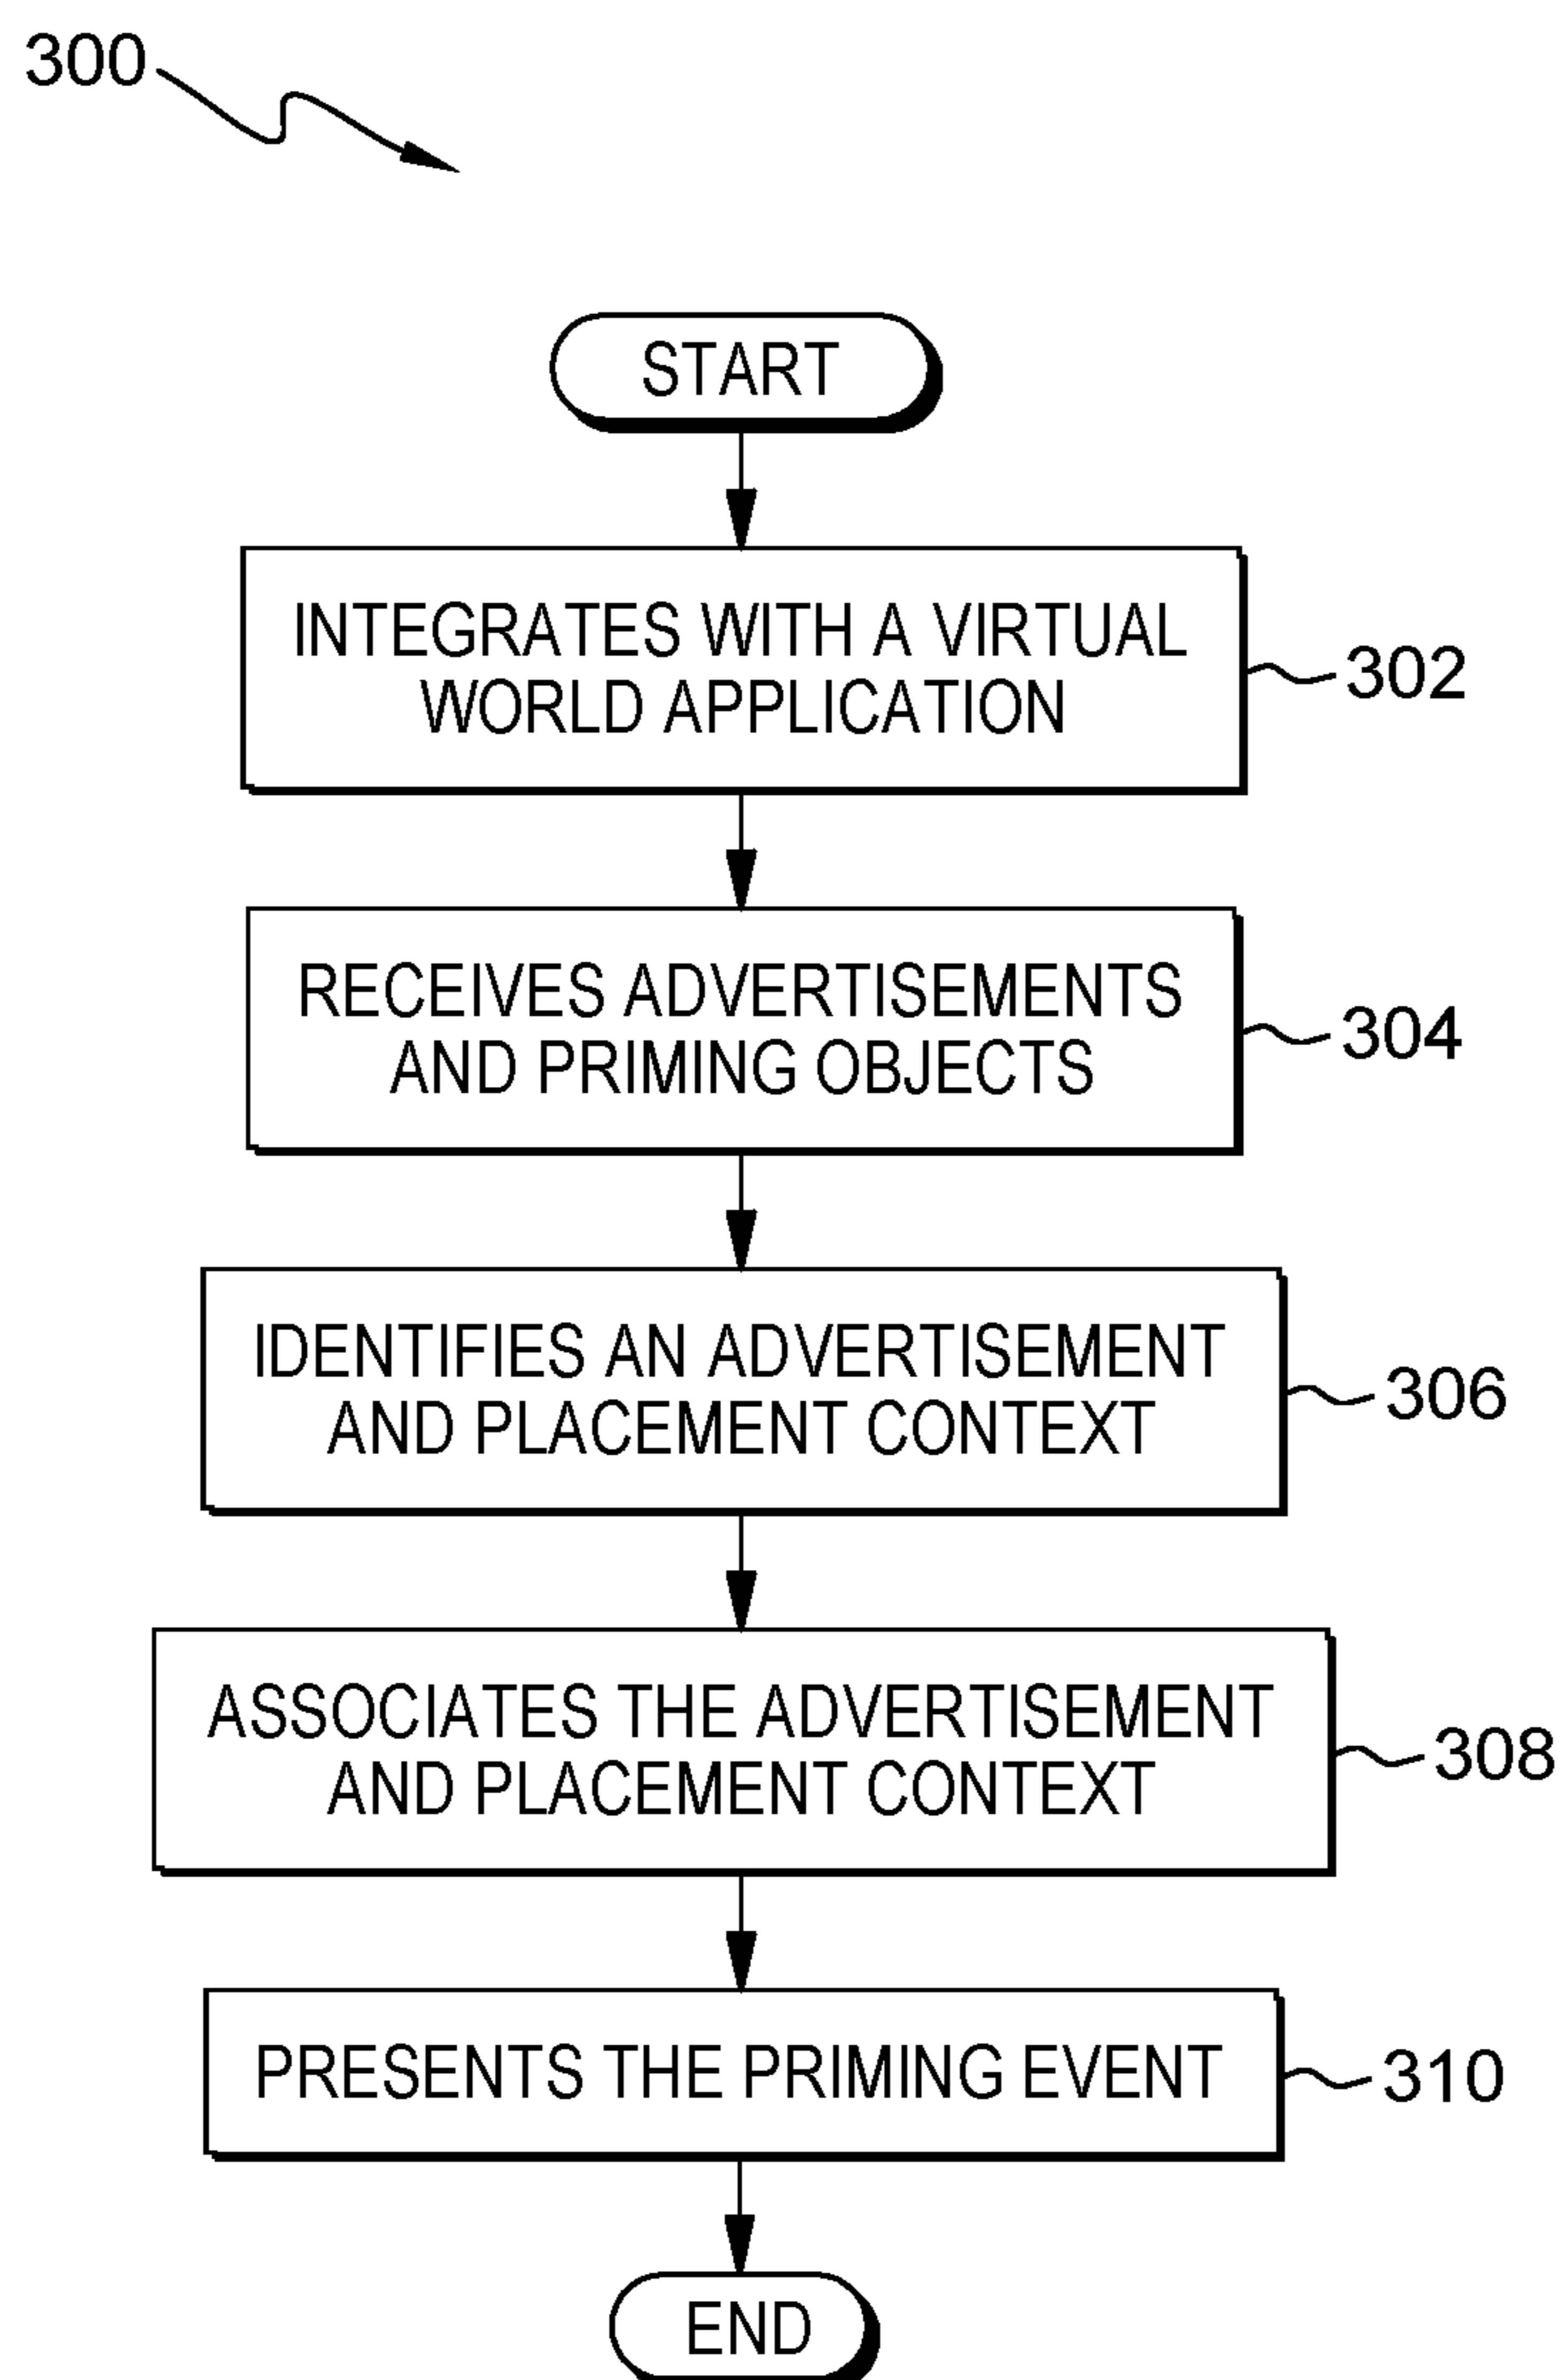 300
START
INTEGRATES WITH A VIRTUAL
WORLD APPLICATION
302
RECEIVES ADVERTISEMENTS
AND PRIMING OBJECTS
304
IDENTIFIES AN ADVERTISEMENT
AND PLACEMENT CONTEXT
306
ASSOCIATES THE ADVERTISEMENT
AND PLACEMENT CONTEXT
308
PRESENTS THE PRIMING EVENT
310
END